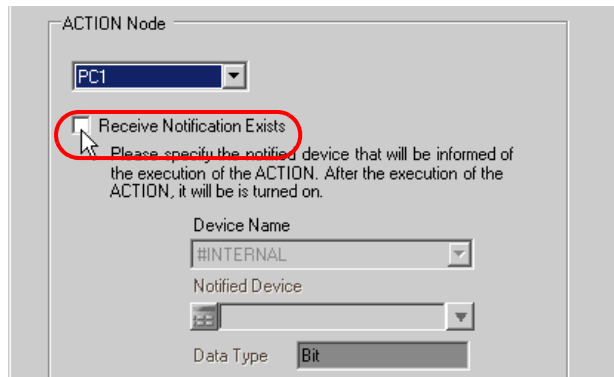 ACTION Node
PC1
Receive Notification Exists
Please specify the notified device that will be informed of
the execution of the ACTION. After the execution of the
ACTION, it will be is turned on.
Device Name
#INTERNAL
Notified Device
Data Type
Bit